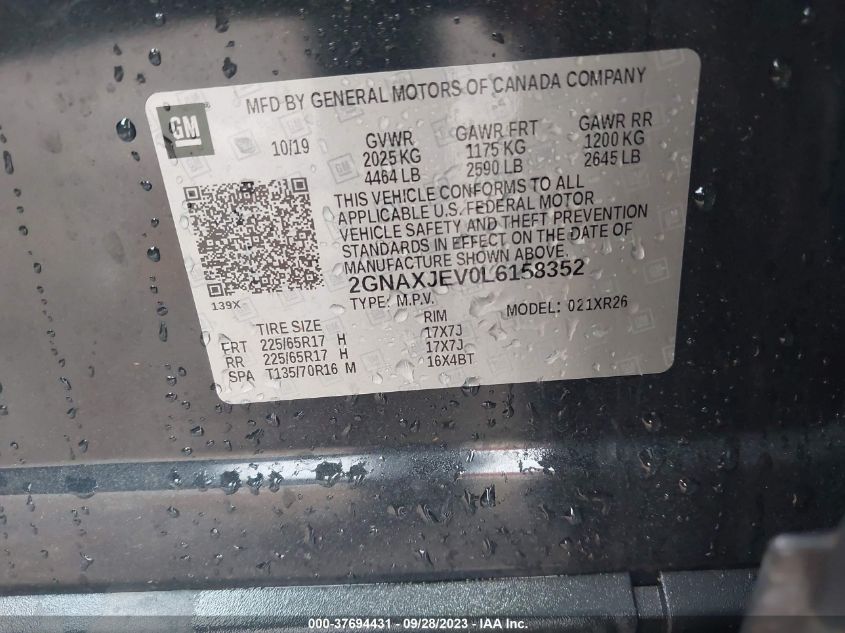 MFD BY GENERAL MOTORS OF CANADA COMPANY
GM
10/19
GVWR GAWR FRT GAWR RR
2025 KG 1175 KG 1200 KG
4464 LB 2590 LB 2645 LB
THIS VEHICLE CONFORMS TO ALL
APPLICABLE U.S. FEDERAL MOTOR
VEHICLE SAFETY AND THEFT PREVENTION
STANDARDS IN EFFECT ON THE DATE OF
MANUFACTURE SHOWN ABOVE.
139X
2GNAXJEV0L6158352
TYPE: M.P.V. MODEL: 021XR26
TIRE SIZE RIM
FRT 225/65R17 H 17X7J
RR 225/65R17 H 17X7J
SPA T135/70R16 M 16X4BT
000-37694431 - 09/28/2023 - © IAA Inc.